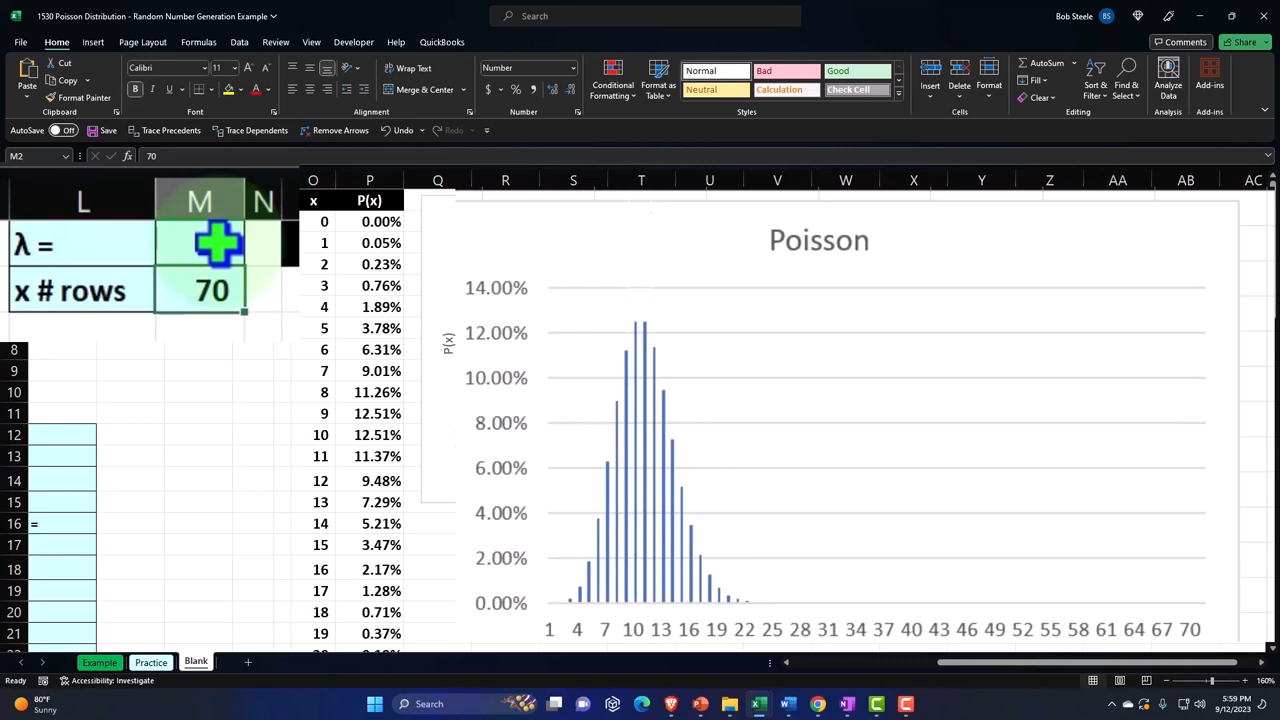 1530 Poisson Distribution - Random Number Generation Example
Search
Bob Steele BS
File Home Insert Page Layout Formulas Data Review View Developer Help QuickBooks
Comments Share
Paste
Cut
Copy
Format Painter
Calibri 11
B I U
Wrap Text
Merge & Center
Number
$ % 9
Conditional Formatting
Format as Table
Normal Bad Good
Neutral Calculation Check Cell
Insert Delete Format
AutoSum
Fill
Clear
Sort & Filter
Find & Select
Analyze Data
Add-ins
Clipboard Font Alignment Number Styles Cells Editing Analysis Add-ins
AutoSave Off Save Trace Precedents Trace Dependents Remove Arrows Undo Redo
M2 fx 70
L M N O P Q R S T U V W X Y Z AA AB AC
λ =
x # rows 70
x P(x)
0 0.00%
1 0.05%
2 0.23%
3 0.76%
4 1.89%
5 3.78%
6 6.31%
7 9.01%
8 11.26%
9 12.51%
10 12.51%
11 11.37%
12 9.48%
13 7.29%
14 5.21%
15 3.47%
16 2.17%
17 1.28%
18 0.71%
19 0.37%
8
9
10
11
12
13
14
15
16 =
17
18
19
20
21
Poisson
P(x)
14.00%
12.00%
10.00%
8.00%
6.00%
4.00%
2.00%
0.00%
1 4 7 10 13 16 19 22 25 28 31 34 37 40 43 46 49 52 55 58 61 64 67 70
Example Practice Blank
Ready Accessibility: Investigate 160%
80°F
Sunny
Search
5:59 PM
9/12/2023